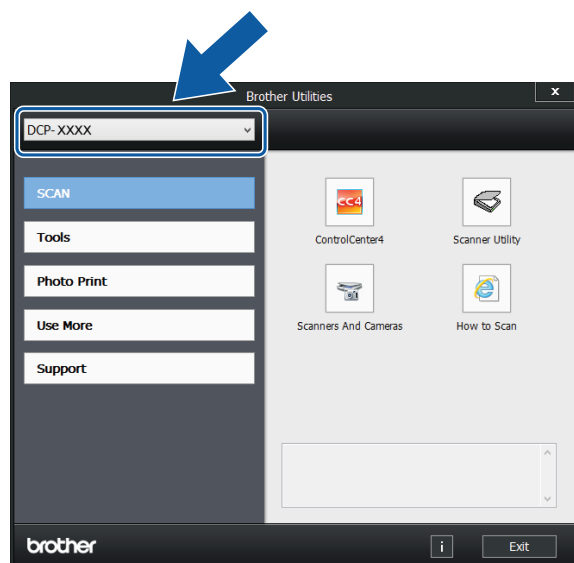 Brother Utilities
x
DCP-XXXX
SCAN
Tools
Photo Print
Use More
Support
CC4
ControlCenter4
Scanner Utility
Scanners And Cameras
How to Scan
brother
i
Exit